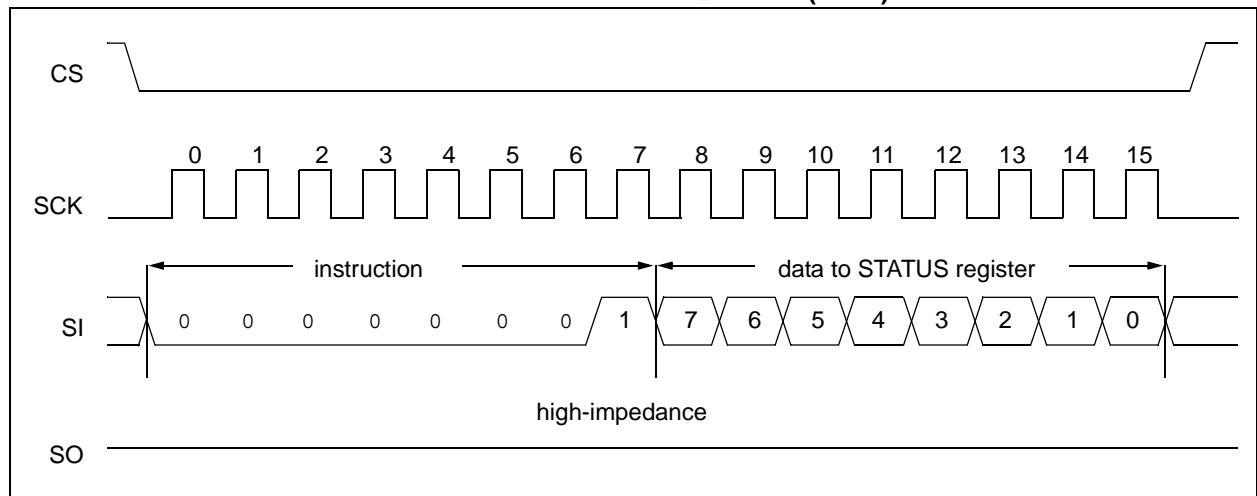 CS
0 1 2 3 4 5 6 7 8 9 10 11 12 13 14 15
SCK
instruction data to STATUS register
SI 0 0 0 0 0 0 0 1 7 6 5 4 3 2 1 0
high-impedance
SO